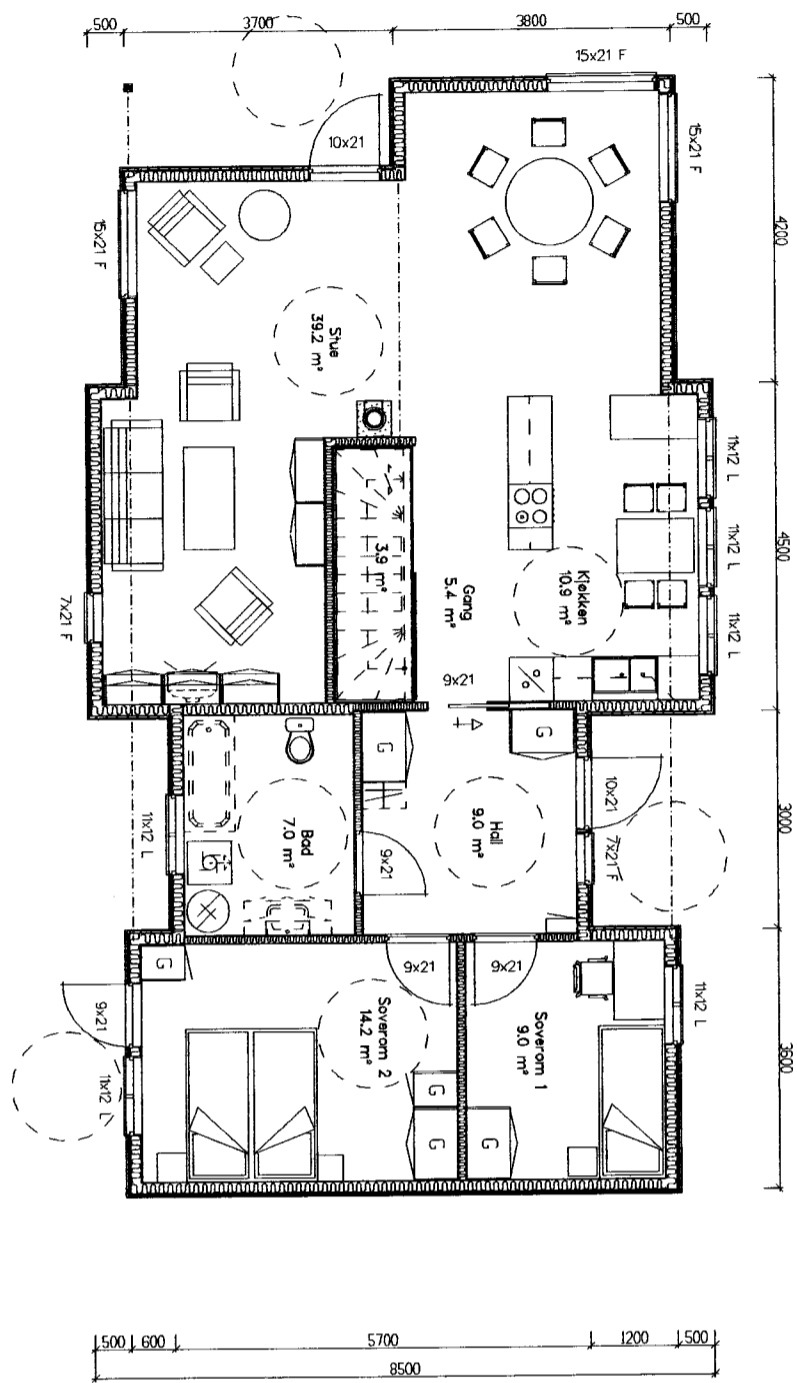 500
3700
3800
500
15x21 F
15x21 F
10x21
4200
15x21 F
Stue
39.2 m²
11x12 L
11x12 L
11x12 L
4500
3.9 m²
Kjøkken
10.9 m²
Gang
5.4 m²
7x21 F
9x21
G
G
10x21
7x21 F
3000
11x12 L
Bad
7.0 m²
Hall
9.0 m²
9x21
G
9x21
9x21
9x21
11x12 L
Soverom 2
14.2 m²
Soverom 1
9.0 m²
11x12 L
3600
G
G
G
500
600
5700
1200
500
8500